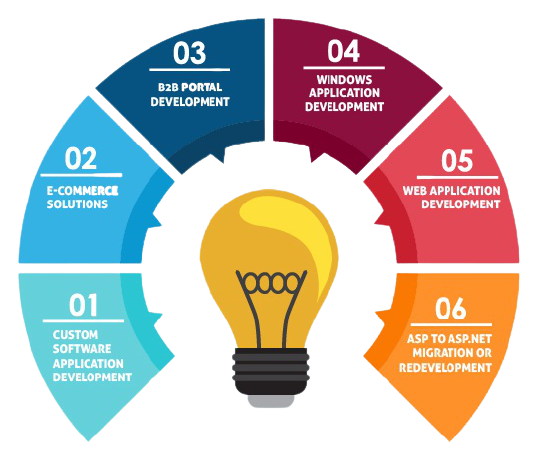 01
CUSTOM
SOFTWARE
APPLICATION
DEVELOPMENT
02
E-COMMERCE
SOLUTIONS
03
B2B PORTAL
DEVELOPMENT
04
WINDOWS
APPLICATION
DEVELOPMENT
05
WEB APPLICATION
DEVELOPMENT
06
ASP TO ASP.NET
MIGRATION OR
REDEVELOPMENT